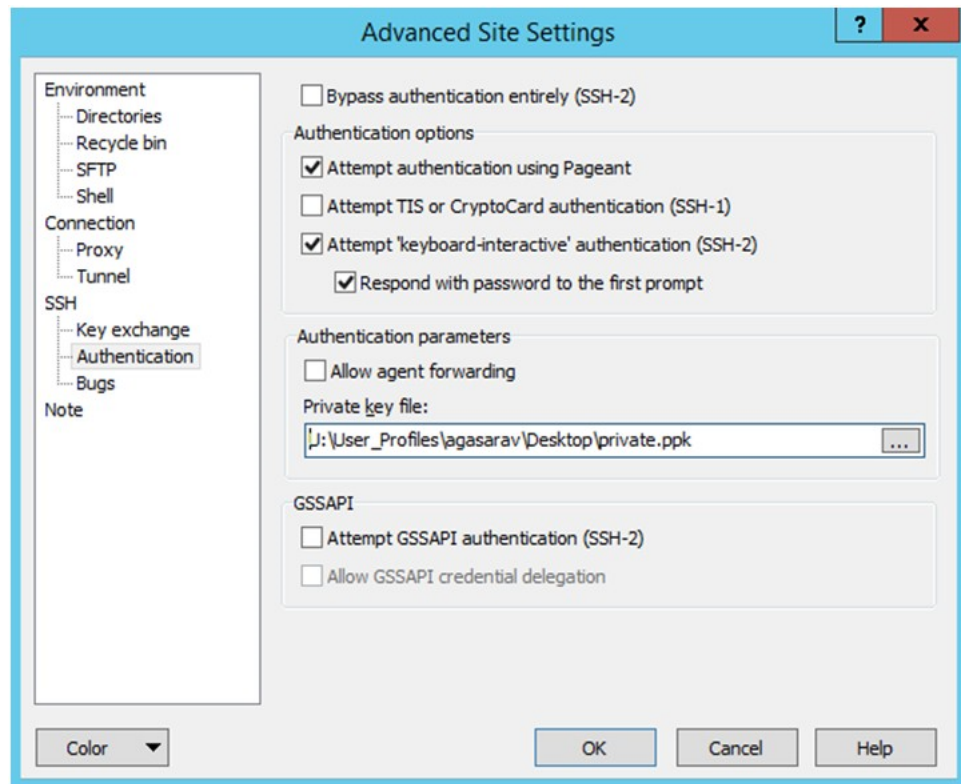 Advanced Site Settings
? x
Environment
Directories
Recycle bin
SFTP
Shell
Connection
Proxy
Tunnel
SSH
Key exchange
Authentication
Bugs
Note
Bypass authentication entirely (SSH-2)
Authentication options
Attempt authentication using Pageant
Attempt TIS or CryptoCard authentication (SSH-1)
Attempt 'keyboard-interactive' authentication (SSH-2)
Respond with password to the first prompt
Authentication parameters
Allow agent forwarding
Private key file:
J:\User_Profiles\agasarav\Desktop\private.ppk
...
GSSAPI
Attempt GSSAPI authentication (SSH-2)
Allow GSSAPI credential delegation
Color
OK
Cancel
Help